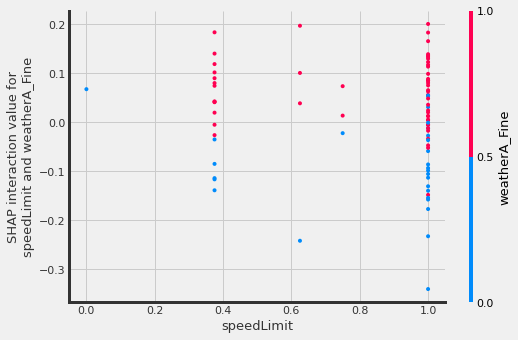 SHAP interaction value for
speedLimit and weatherA_Fine
0.2
0.1
0.0
−0.1
−0.2
−0.3
0.0 0.2 0.4 0.6 0.8 1.0
speedLimit
1.0
0.5
0.0
weatherA_Fine